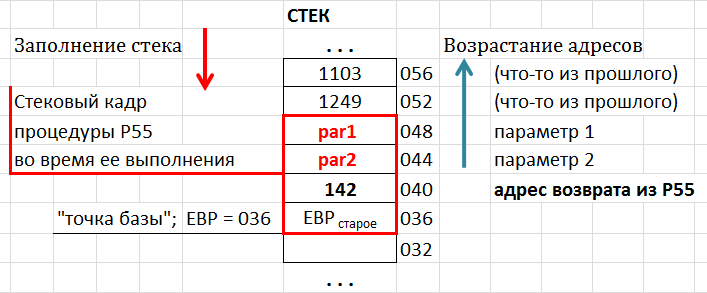 СТЕК
Заполнение стека . . . Возрастание адресов
1103 056 (что-то из прошлого)
Стековый кадр 1249 052 (что-то из прошлого)
процедуры P55 par1 048 параметр 1
во время ее выполнения par2 044 параметр 2
142 040 адрес возврата из P55
"точка базы"; EBP = 036 EBP старое 036
032
. . .